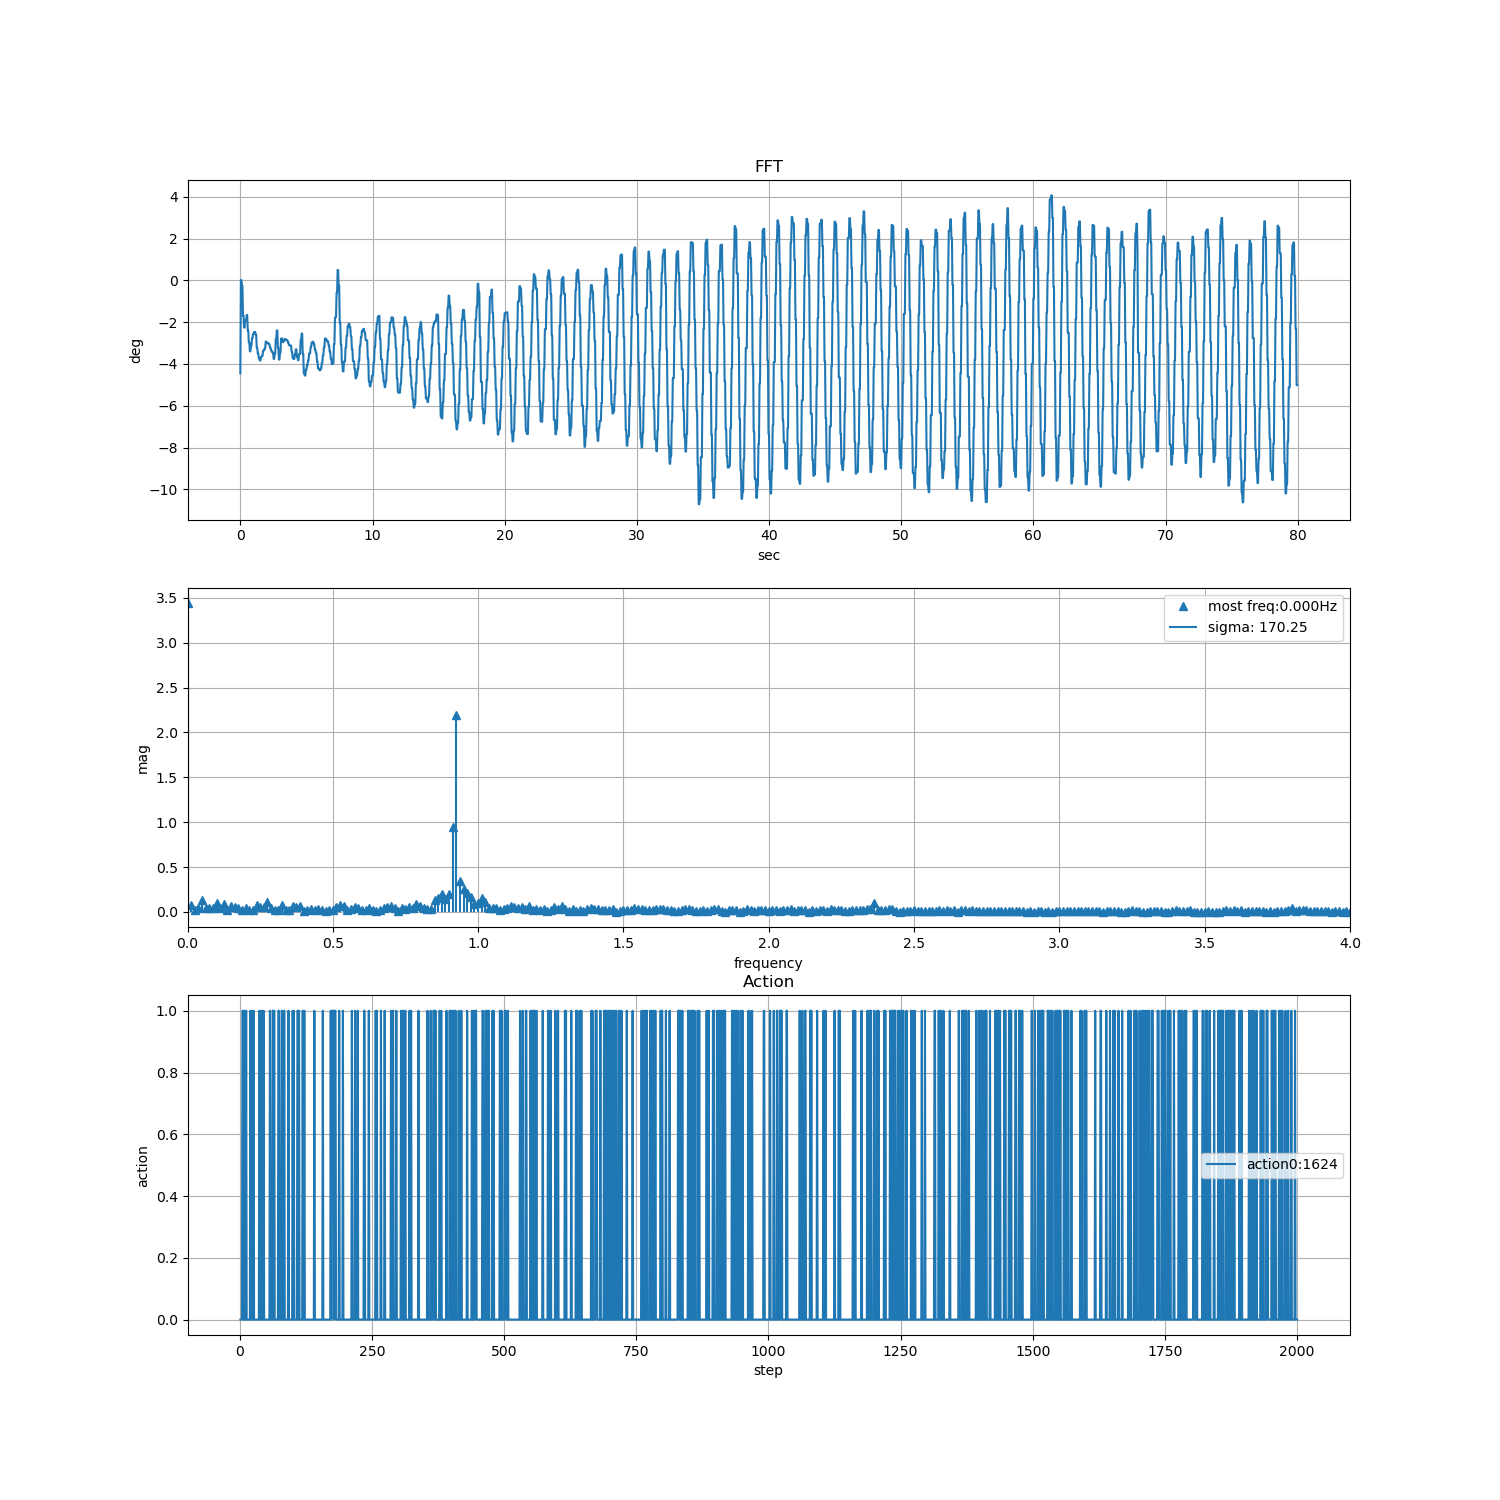 FFT
4
2
0
−2
−4
−6
−8
−10
deg
0 10 20 30 40 50 60 70 80
sec
3.5
3.0
2.5
2.0
1.5
1.0
0.5
0.0
mag
most freq:0.000Hz
sigma: 170.25
0.0 0.5 1.0 1.5 2.0 2.5 3.0 3.5 4.0
frequency
Action
1.0
0.8
0.6
0.4
0.2
0.0
action
action0:1624
0 250 500 750 1000 1250 1500 1750 2000
step